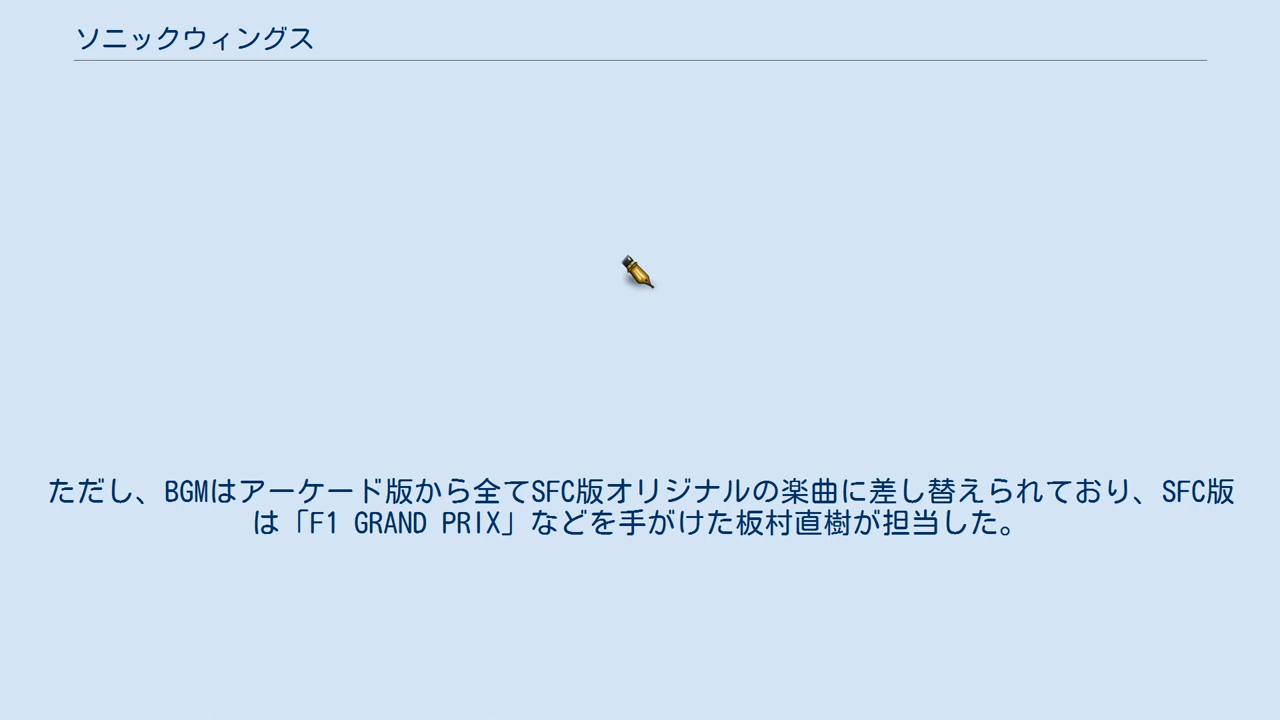 ソニックウィングス
ただし、BGMはアーケード版から全てSFC版オリジナルの楽曲に差し替えられており、SFC版
は「F1 GRAND PRIX」などを手がけた板村直樹が担当した。